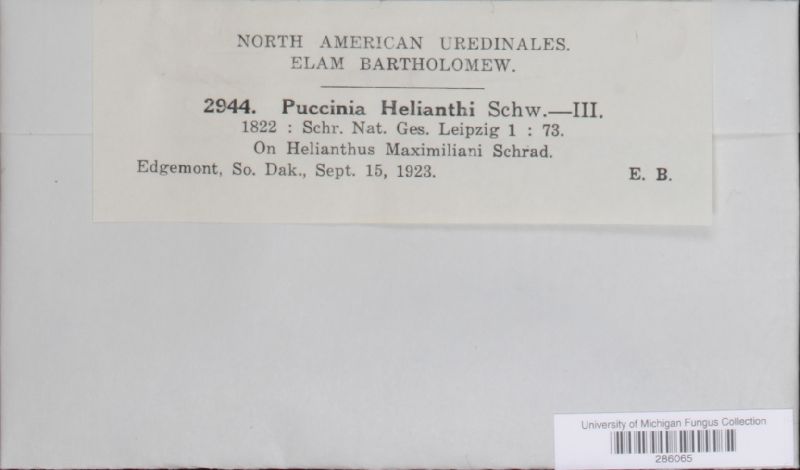 NORTH AMERICAN UREDINALES.
ELAM BARTHOLOMEW.
2944. Puccinia Helianthi Schw.—III.
1822 : Schr. Nat. Ges. Leipzig 1 : 73.
On Helianthus Maximiliani Schrad.
Edgemont, So. Dak., Sept. 15, 1923. E. B.
University of Michigan Fungus Collection
286065